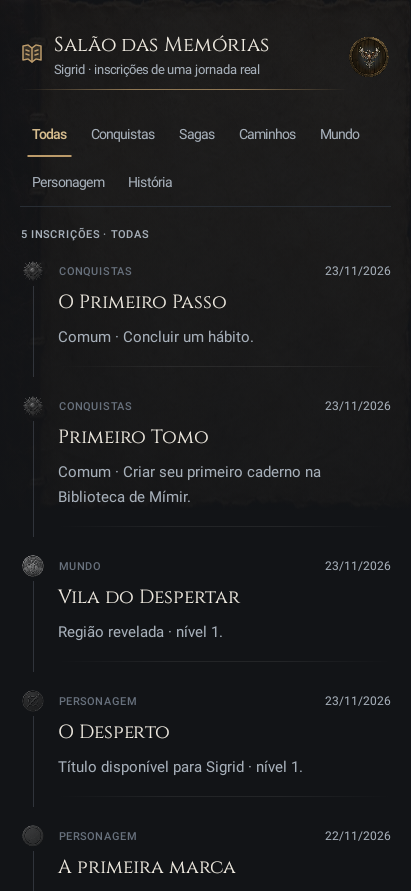 Salão das Memórias
Sigrid · inscrições de uma jornada real
Todas Conquistas Sagas Caminhos Mundo
Personagem História
5 INSCRIÇÕES · TODAS
CONQUISTAS 23/11/2026
O Primeiro Passo
Comum · Concluir um hábito.
CONQUISTAS 23/11/2026
Primeiro Tomo
Comum · Criar seu primeiro caderno na
Biblioteca de Mímir.
MUNDO 23/11/2026
Vila do Despertar
Região revelada · nível 1.
PERSONAGEM 23/11/2026
O Desperto
Título disponível para Sigrid · nível 1.
PERSONAGEM 22/11/2026
A primeira marca